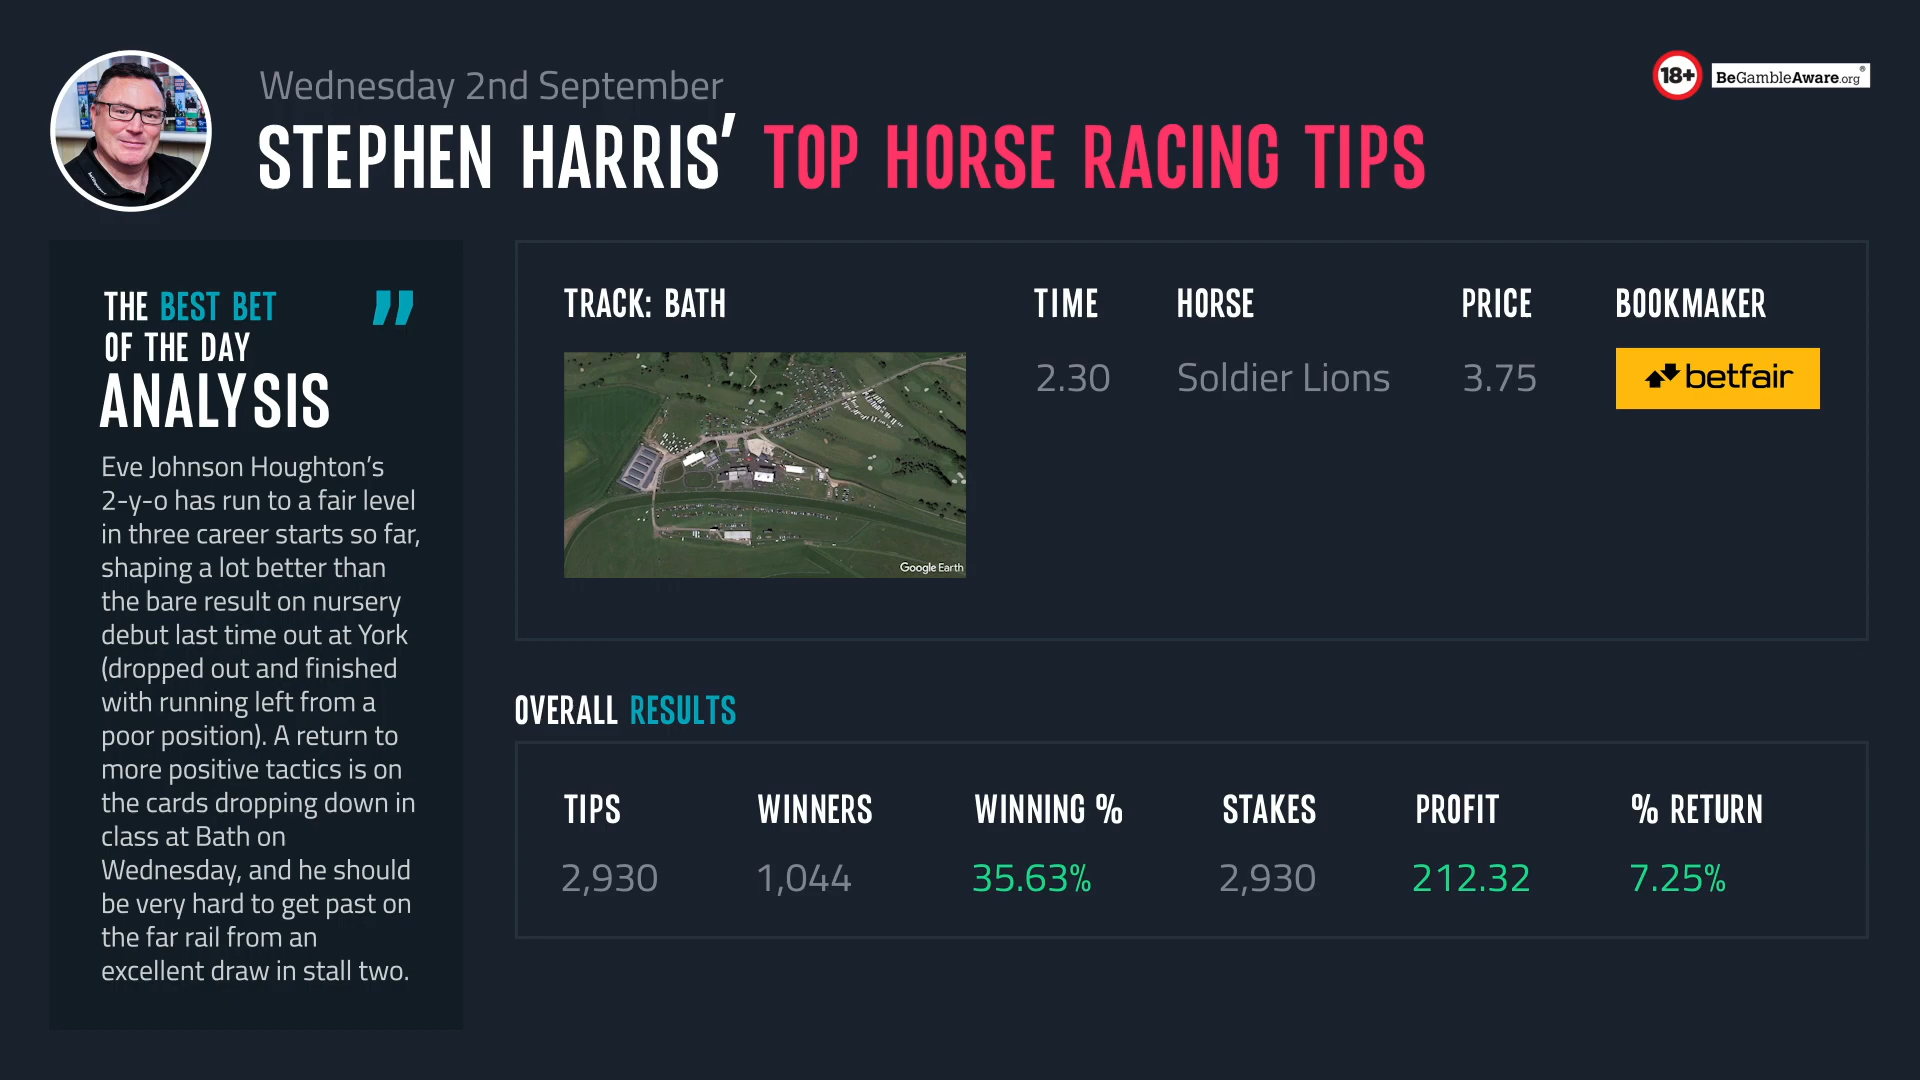 Wednesday 2nd September
STEPHEN HARRIS’ TOP HORSE RACING TIPS
18+ BeGambleAware.org®
THE BEST BET ”
OF THE DAY
ANALYSIS
Eve Johnson Houghton’s
2-y-o has run to a fair level
in three career starts so far,
shaping a lot better than
the bare result on nursery
debut last time out at York
(dropped out and finished
with running left from a
poor position). A return to
more positive tactics is on
the cards dropping down in
class at Bath on
Wednesday, and he should
be very hard to get past on
the far rail from an
excellent draw in stall two.
TRACK: BATH TIME HORSE PRICE BOOKMAKER
2.30 Soldier Lions 3.75 betfair
Google Earth
OVERALL RESULTS
TIPS WINNERS WINNING % STAKES PROFIT % RETURN
2,930 1,044 35.63% 2,930 212.32 7.25%